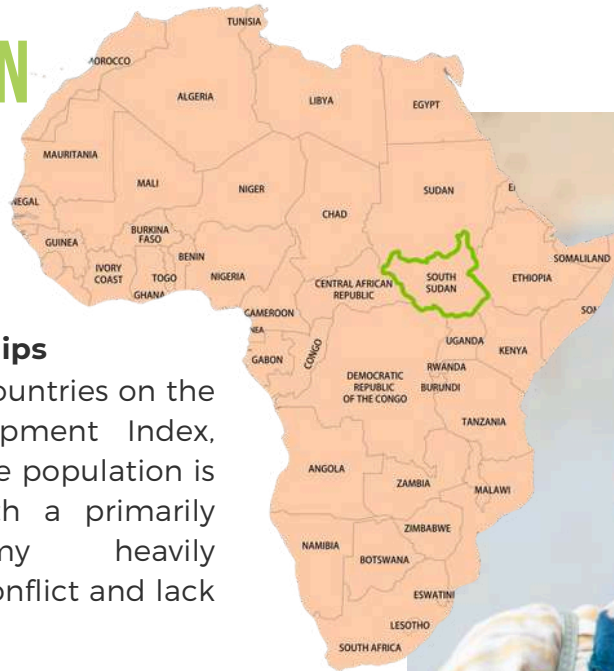 N
TUNISIA
MOROCCO
ALGERIA
LIBYA
EGYPT
MAURITANIA
MALI
NIGER
SUDAN
CHAD
GUINEA
BURKINA
FASO
BENIN
IVORY
COAST
TOGO
GHANA
NIGERIA
CENTRAL AFRICAN
REPUBLIC
SOUTH
SUDAN
ETHIOPIA
SOMALILAND
CAMEROON
GABON
CONGO
UGANDA
KENYA
RWANDA
BURUNDI
DEMOCRATIC
REPUBLIC
OF THE CONGO
TANZANIA
ips
ountries on the
opment Index,
e population is
h a primarily
my heavily
onflict and lack
ANGOLA
ZAMBIA
MALAWI
ZIMBABWE
NAMIBIA
BOTSWANA
ESWATINI
LESOTHO
SOUTH AFRICA